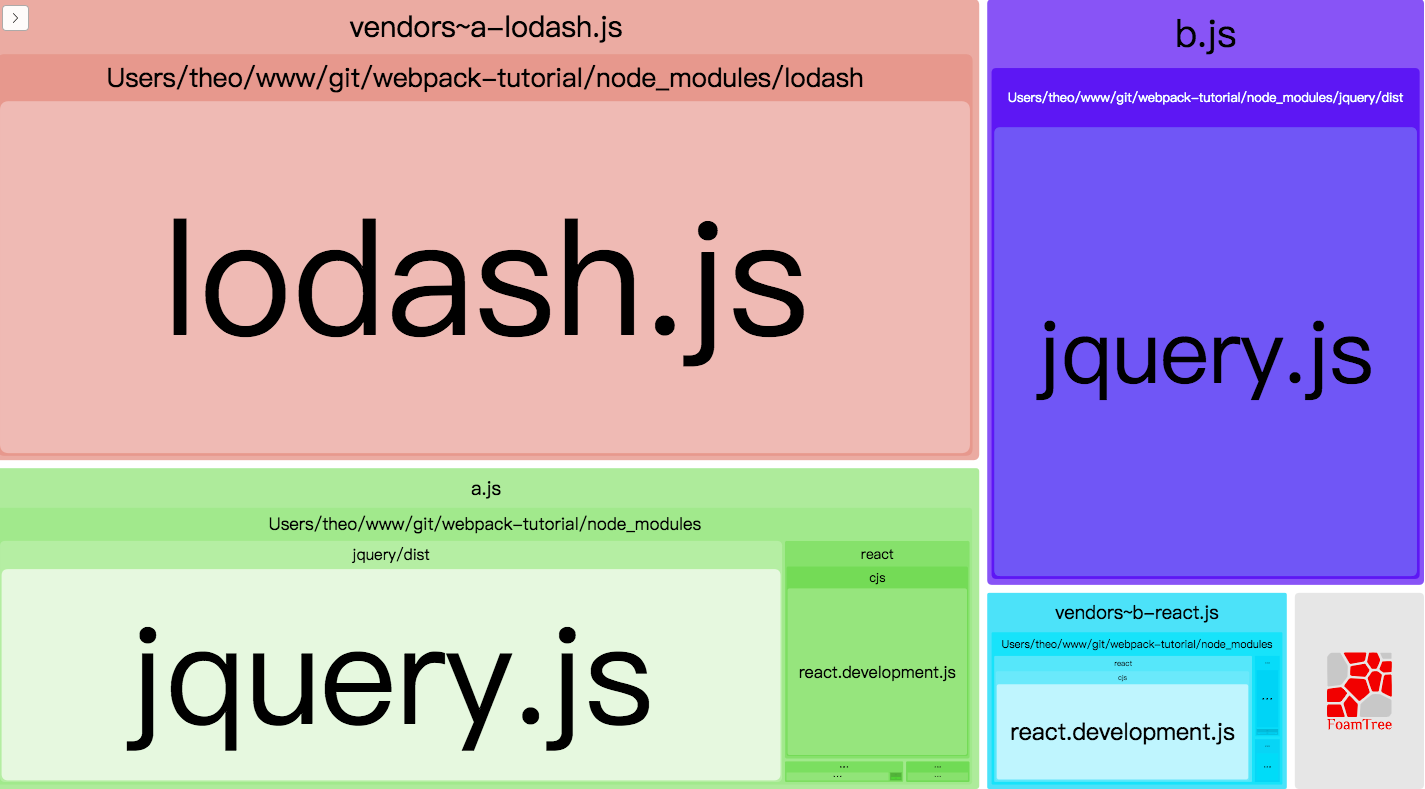 vendors~a-lodash.js
Users/theo/www/git/webpack-tutorial/node_modules/lodash
lodash.js
b.js
Users/theo/www/git/webpack-tutorial/node_modules/jquery/dist
jquery.js
a.js
Users/theo/www/git/webpack-tutorial/node_modules
jquery/dist
jquery.js
react
cjs
react.development.js
...
...
...
...
vendors~b-react.js
Users/theo/www/git/webpack-tutorial/node_modules
react
cjs
react.development.js
...
...
...
...
FoamTree